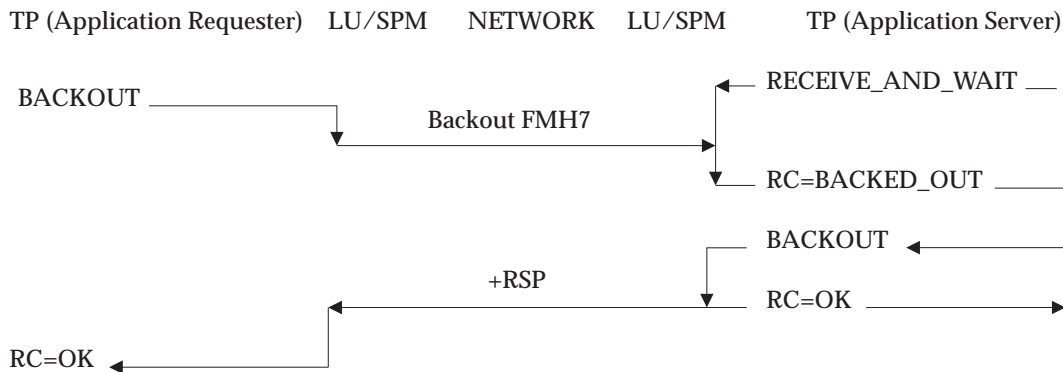 TP (Application Requester) LU/SPM NETWORK LU/SPM TP (Application Server)
RECEIVE_AND_WAIT
BACKOUT
Backout FMH7
RC=BACKED_OUT
BACKOUT
+RSP
RC=OK
RC=OK